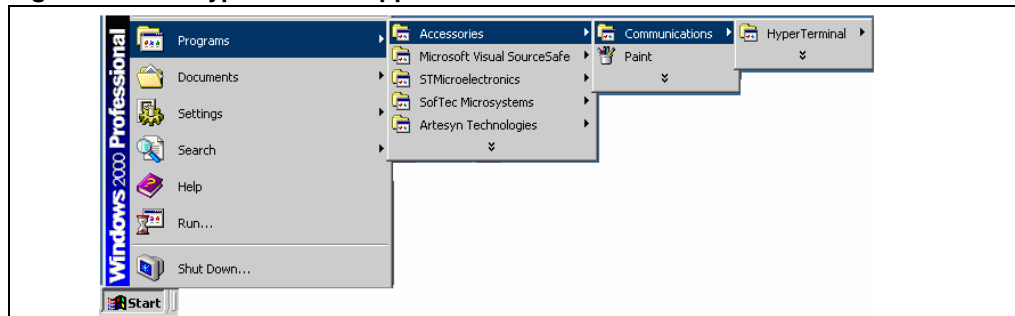 Windows 2000 Professional
Programs
Documents
Settings
Search
Help
Run...
Shut Down...
Start
Accessories
Microsoft Visual SourceSafe
STMicroelectronics
SofTec Microsystems
Artesyn Technologies
Communications
Paint
HyperTerminal